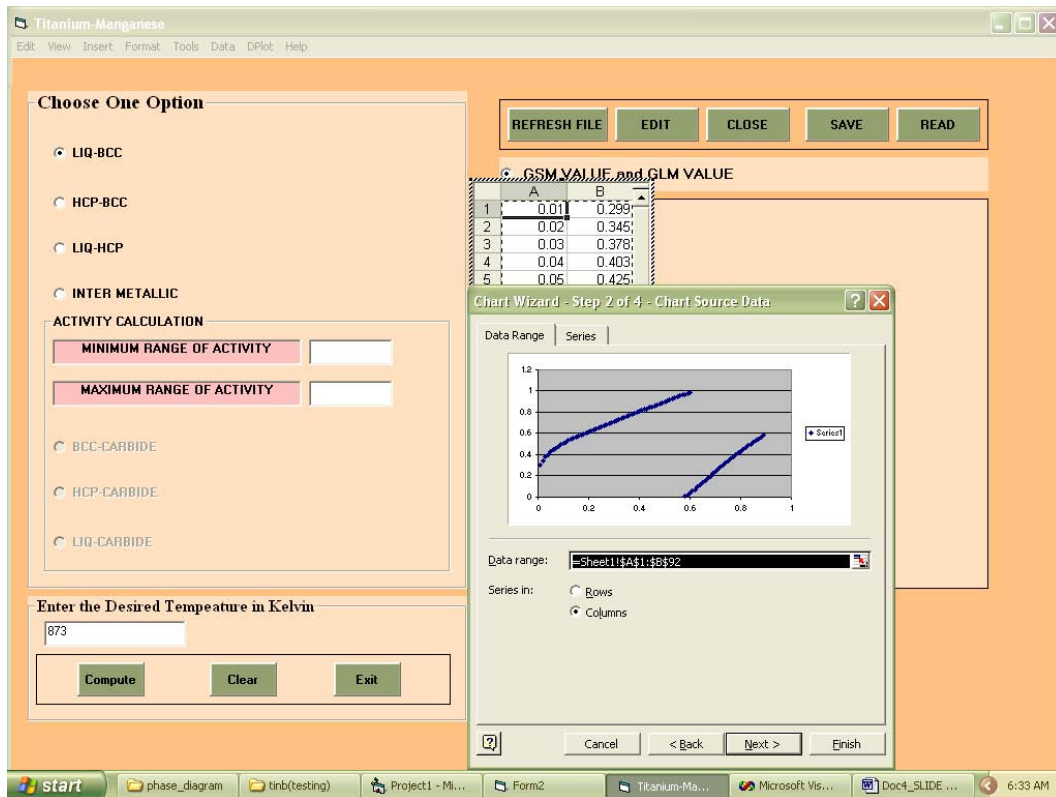 Titanium-Manganese
Edit View Insert Format Tools Data DPlot Help
Choose One Option
LIQ-BCC
HCP-BCC
LIQ-HCP
INTER METALLIC
ACTIVITY CALCULATION
MINIMUM RANGE OF ACTIVITY
MAXIMUM RANGE OF ACTIVITY
BCC-CARBIDE
HCP-CARBIDE
LIQ-CARBIDE
Enter the Desired Tempeature in Kelvin
873
Compute Clear Exit
REFRESH FILE EDIT CLOSE SAVE READ
GSM VALUE and GLM VALUE
A B
1 0.01 0.299
2 0.02 0.345
3 0.03 0.378
4 0.04 0.403
5 0.05 0.425
Chart Wizard - Step 2 of 4 - Chart Source Data
Data Range Series
1.2
1
0.8
0.6
0.4
0.2
0
0 0.2 0.4 0.6 0.8 1
Series1
Data range: =Sheet1!$A$1:$B$92
Series in: Rows
Columns
Cancel < Back Next > Finish
start phase_diagram tinb(testing) Project1 - Mi... Form2 Titanium-Ma... Microsoft Vis... Doc4_SLIDE ... 6:33 AM